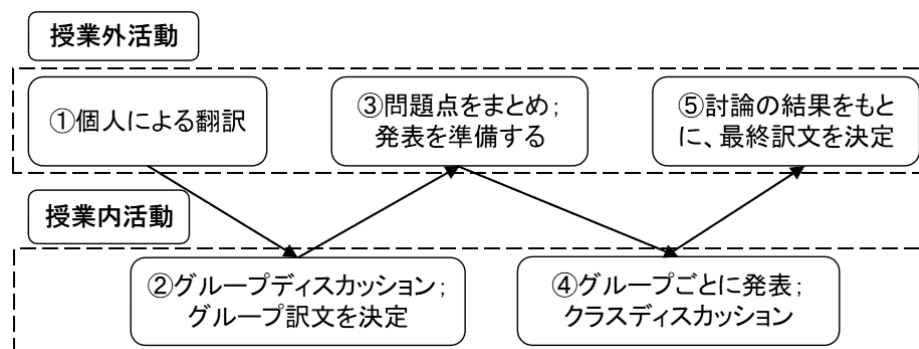 授業外活動
①個人による翻訳
③問題点をまとめ;
発表を準備する
⑤討論の結果をもと
に、最終訳文を決定
授業内活動
②グループディスカッション;
グループ訳文を決定
④グループごとに発表;
クラスディスカッション